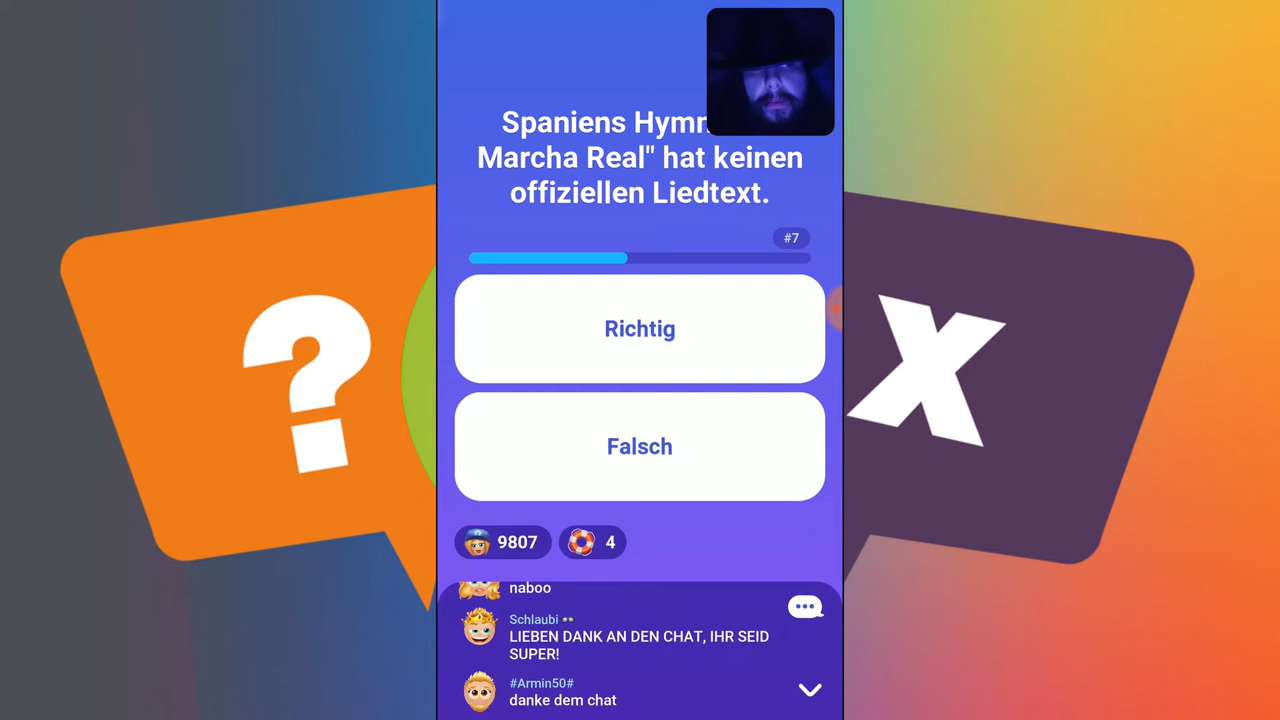 ?
x
Spaniens Hym
Marcha Real" hat keinen
offiziellen Liedtext.
#7
Richtig
Falsch
9807
4
naboo
Schlaubi
LIEBEN DANK AN DEN CHAT, IHR SEID
SUPER!
#Armin50#
danke dem chat